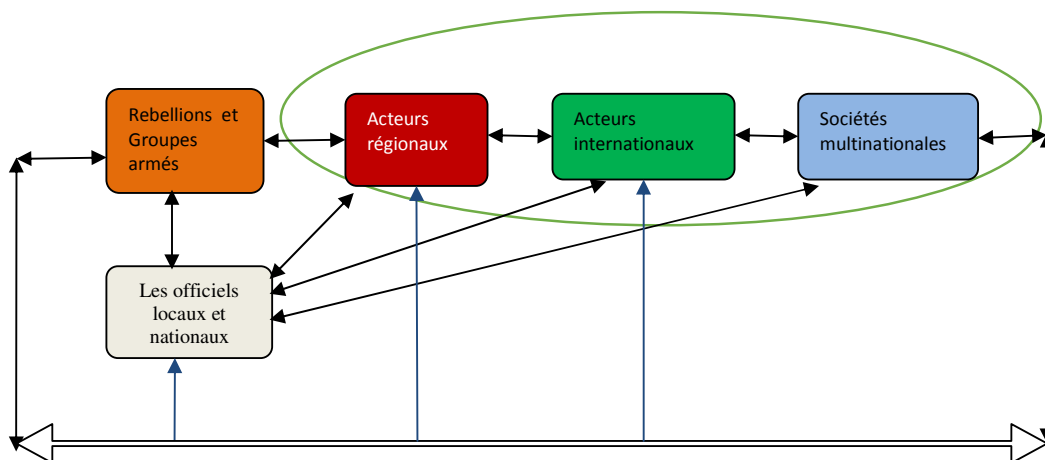 Rebellions et
Groupes
armés
Acteurs
régionaux
Acteurs
internationaux
Sociétés
multinationales
Les officiels
locaux et
nationaux